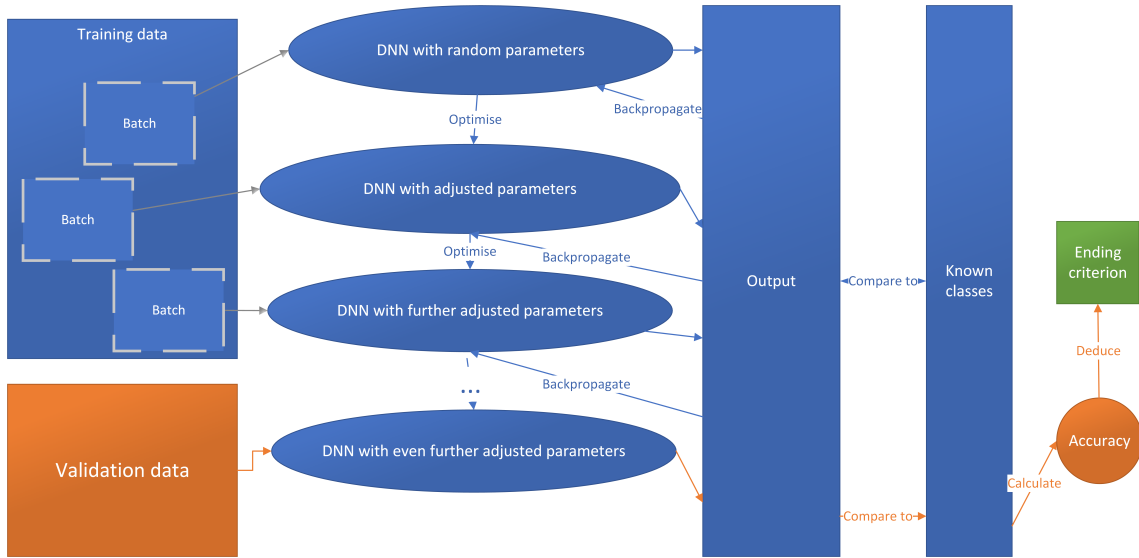 Training data
Batch
Batch
Batch
Validation data
DNN with random parameters
Optimise
Backpropagate
DNN with adjusted parameters
Optimise
Backpropagate
DNN with further adjusted parameters
Backpropagate
...
DNN with even further adjusted parameters
Output
Compare to
Compare to
Known
classes
Ending
criterion
Deduce
Accuracy
Calculate